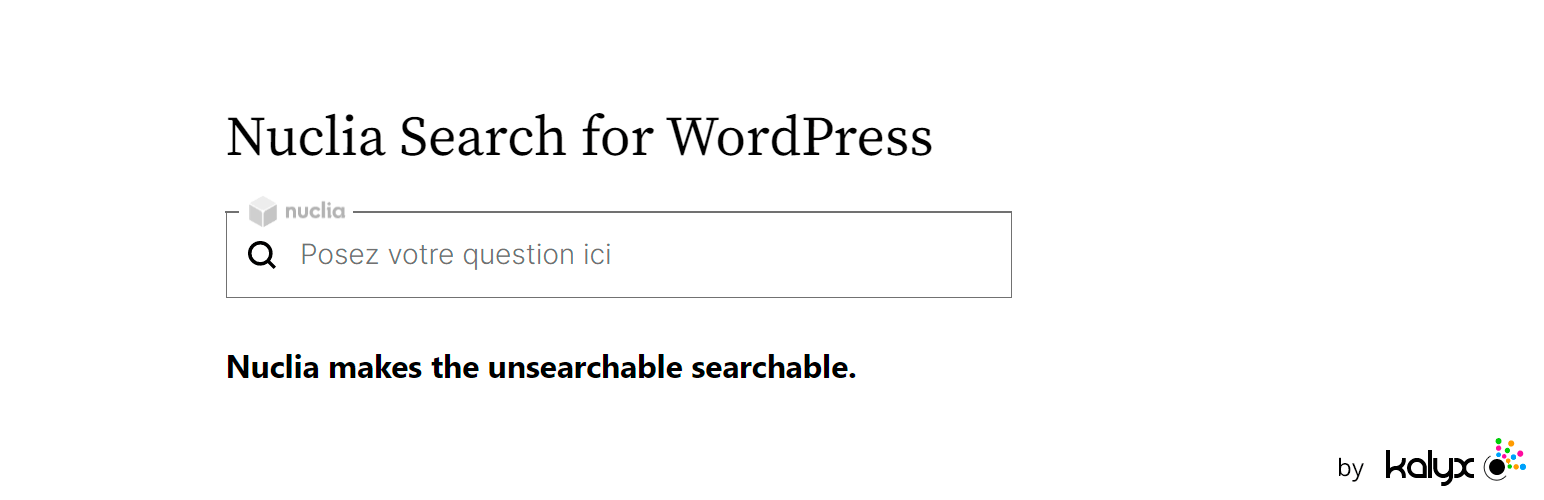 Nuclia Search for WordPress
nuclia
Posez votre question ici
Nuclia makes the unsearchable searchable.
by kalyx